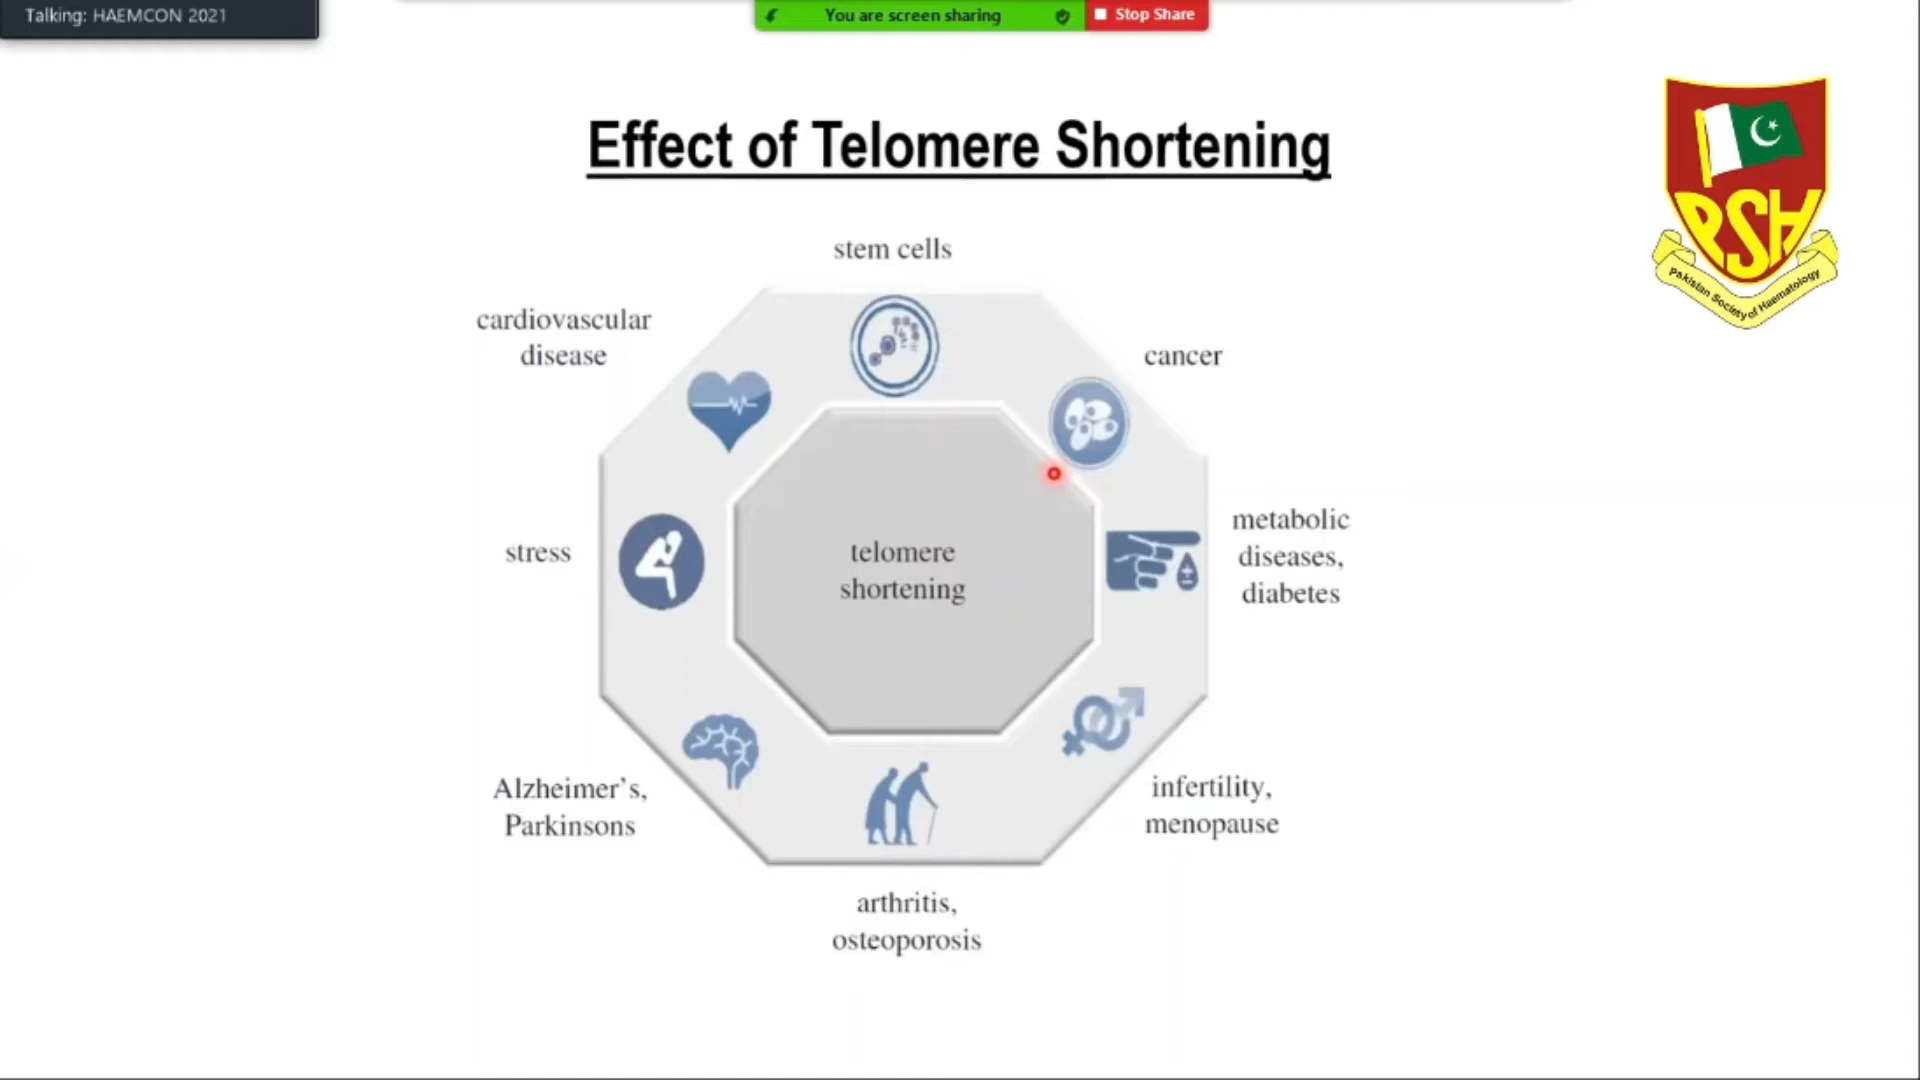 Talking: HAEMCON 2021
You are screen sharing
Stop Share
Effect of Telomere Shortening
PSH
Pakistan Society of Haematology
stem cells
cardiovascular
disease
cancer
stress
telomere
shortening
metabolic
diseases,
diabetes
Alzheimer’s,
Parkinsons
infertility,
menopause
arthritis,
osteoporosis